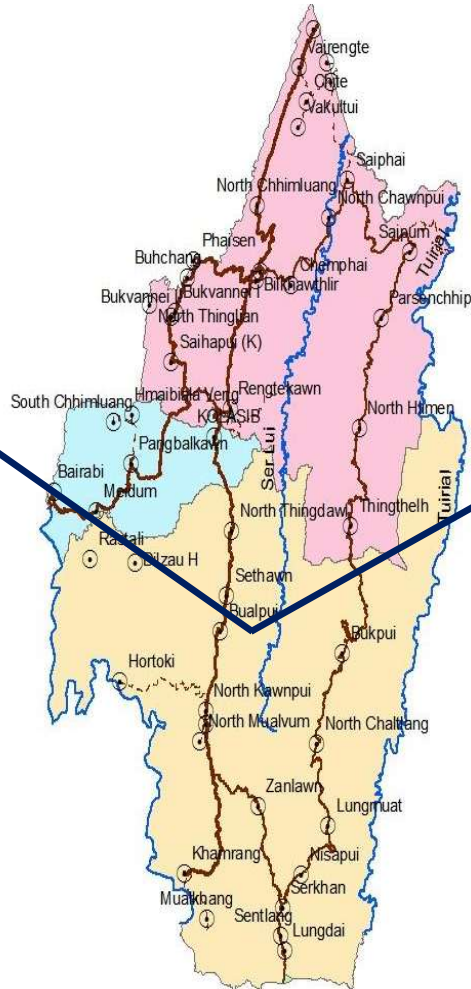 Vairengte
Chite
Vakultui
Saiphai
North Chhimluang
North Chawnpui
Saipum
Phaisen
Buhchang
Chemphai
Tuirial
Bukvannei I
Bilkhawthlir
Bukvannei
Parsenchhip
North Thinglian
Saihapui (K)
Hmaibiala Veng
Rengtekawn
South Chhimluang
KOLASIB
North Hlimen
Pangbalkawn
Ser Lui
Bairabi
Meidum
Tuirial
North Thingdawl
Thingthelh
Rastali
Dilzau H
Sethawn
Bualpui
Bukpui
Hortoki
North Kawnpui
North Mualvum
North Chaltlang
Zanlawn
Lungmuat
Khamrang
Nisapui
Serkhan
Mualkhang
Sentlang
Lungdai